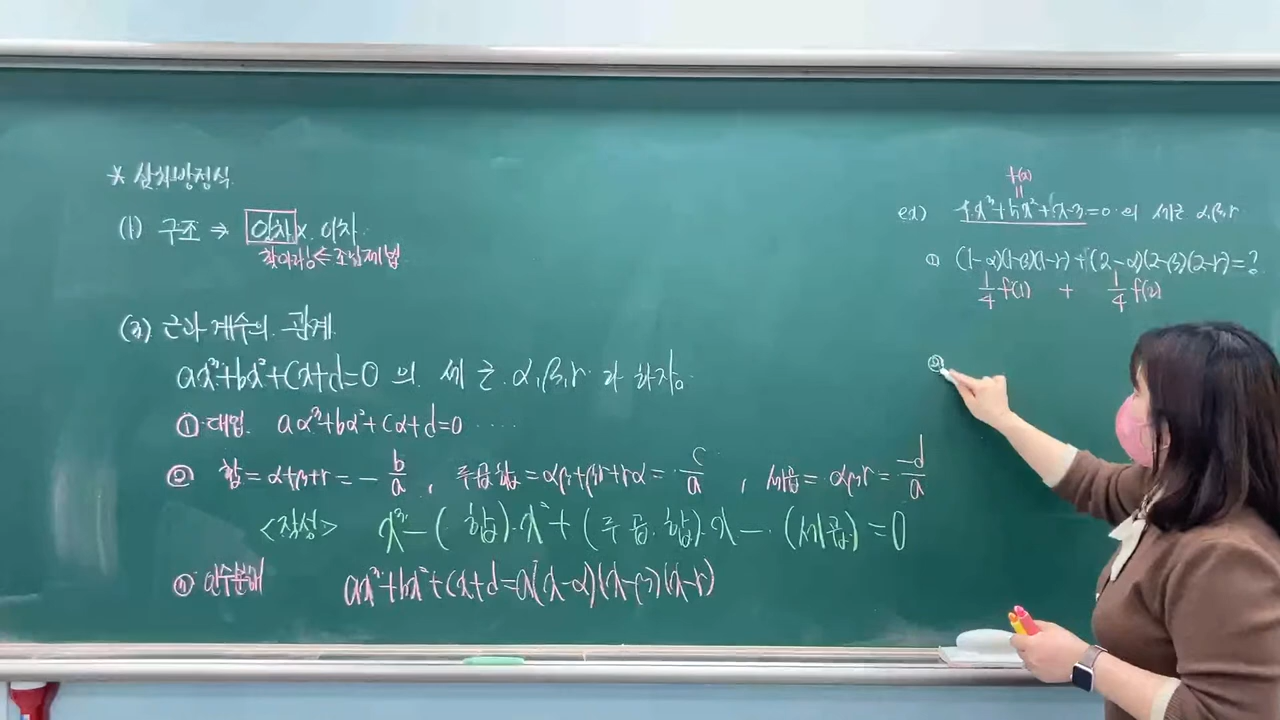 * 삼차방정식
(1) 구조 ⇒ 일차 × 이차
찾아라! ⇐ 조립제법
(3) 근과 계수의 관계
ax³+bx²+cx+d=0 의 세 근 α, β, r 라 하자.
① 대입 aα³+bα²+cα+d=0 ....
② 합=α+β+r=-b/a , 두곱합=αβ+βr+rα=c/a , 세곱=αβr=-d/a
<작성> x³-(합)·x²+(두곱합)·x-(세곱)=0
③ 인수분해 ax³+bx²+cx+d=a(x-α)(x-β)(x-r)
f(x)
=
ex) x³+ x²+ x-3=0 의 세근 α,β,r
① (1-α)(1-β)(1-r)+(2-α)(2-β)(2-r)=?
1/4 f(1) + 1/4 f(2)
②